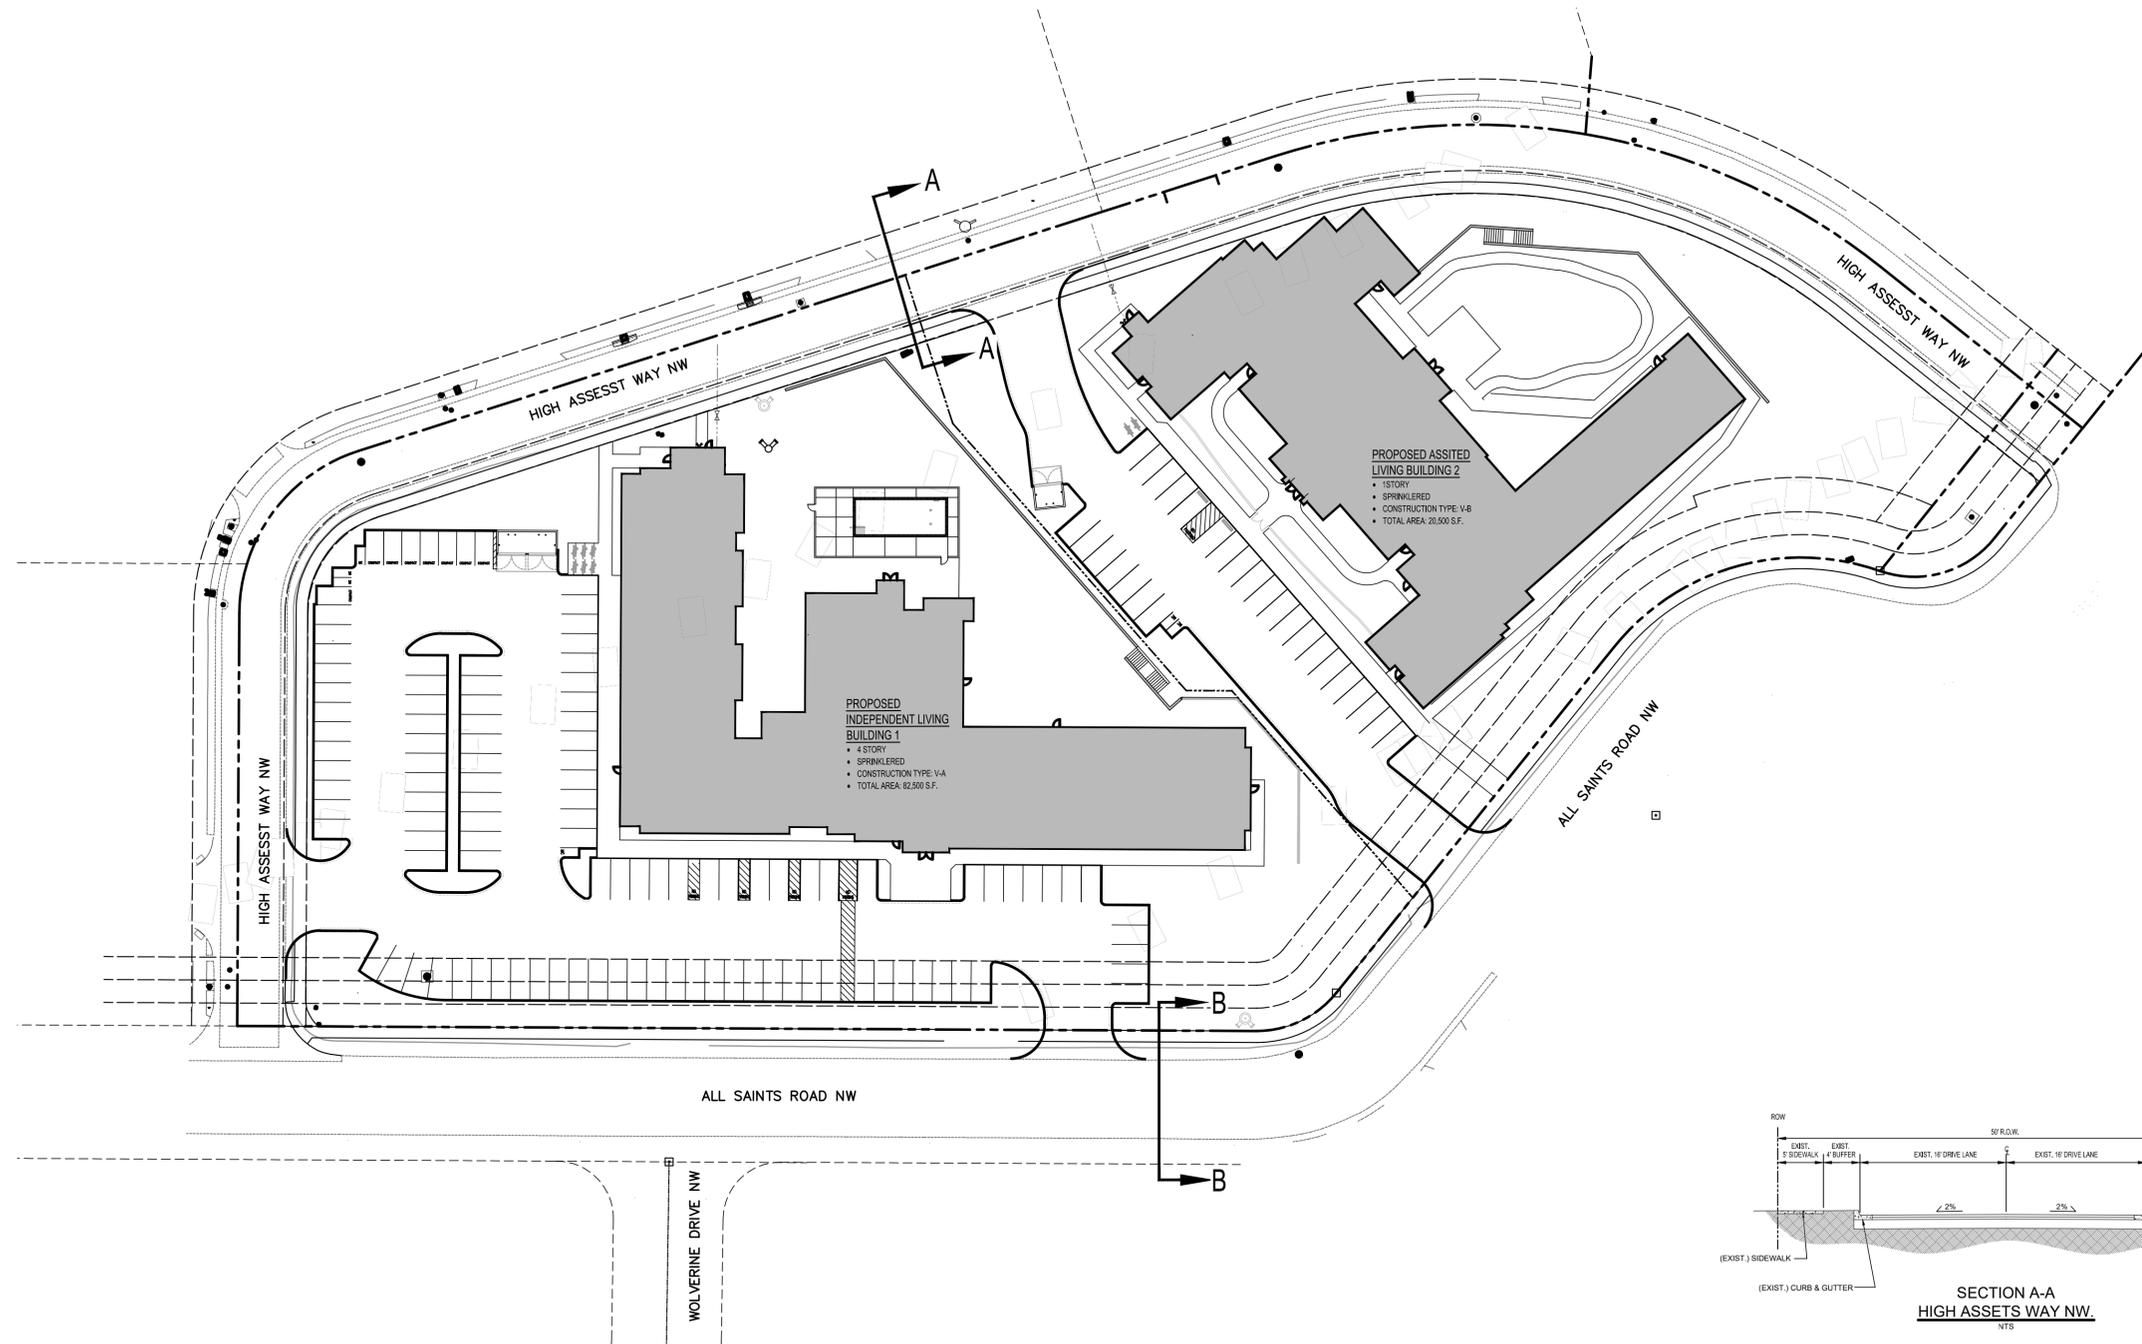 A
A
HIGH ASSESST WAY NW
HIGH ASSESST WAY NW
PROPOSED ASSITED
LIVING BUILDING 2
• 1STORY
• SPRINKLERED
• CONSTRUCTION TYPE: V-B
• TOTAL AREA: 20,500 S.F.
PROPOSED
INDEPENDENT LIVING
BUILDING 1
• 4 STORY
• SPRINKLERED
• CONSTRUCTION TYPE: V-A
• TOTAL AREA: 82,500 S.F.
HIGH ASSESST WAY NW
ALL SAINTS ROAD NW
B
ALL SAINTS ROAD NW
B
WOLVERINE DRIVE NW
ROW
50' R.O.W.
EXIST. 5' SIDEWALK
EXIST. 4' BUFFER
EXIST. 16' DRIVE LANE
EXIST. 16' DRIVE LANE
2%
2%
(EXIST.) SIDEWALK
(EXIST.) CURB & GUTTER
SECTION A-A
HIGH ASSETS WAY NW.
NTS